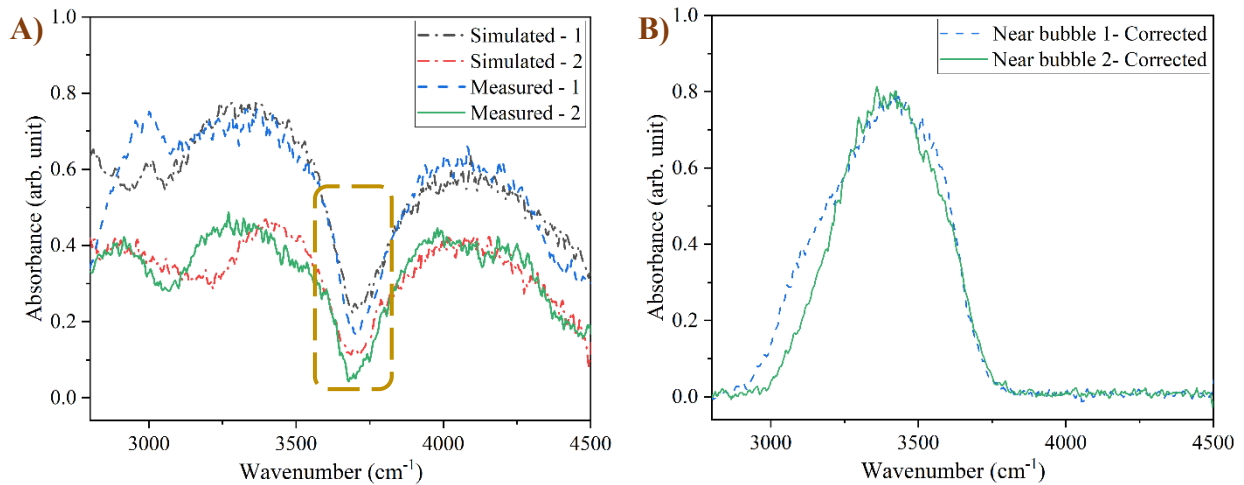 A)
1.0
0.8
0.6
0.4
0.2
0.0
Absorbance (arb. unit)
Simulated - 1
Simulated - 2
Measured - 1
Measured - 2
3000 3500 4000 4500
Wavenumber (cm⁻¹)
B)
1.0
0.8
0.6
0.4
0.2
0.0
Absorbance (arb. unit)
Near bubble 1- Corrected
Near bubble 2- Corrected
3000 3500 4000 4500
Wavenumber (cm⁻¹)